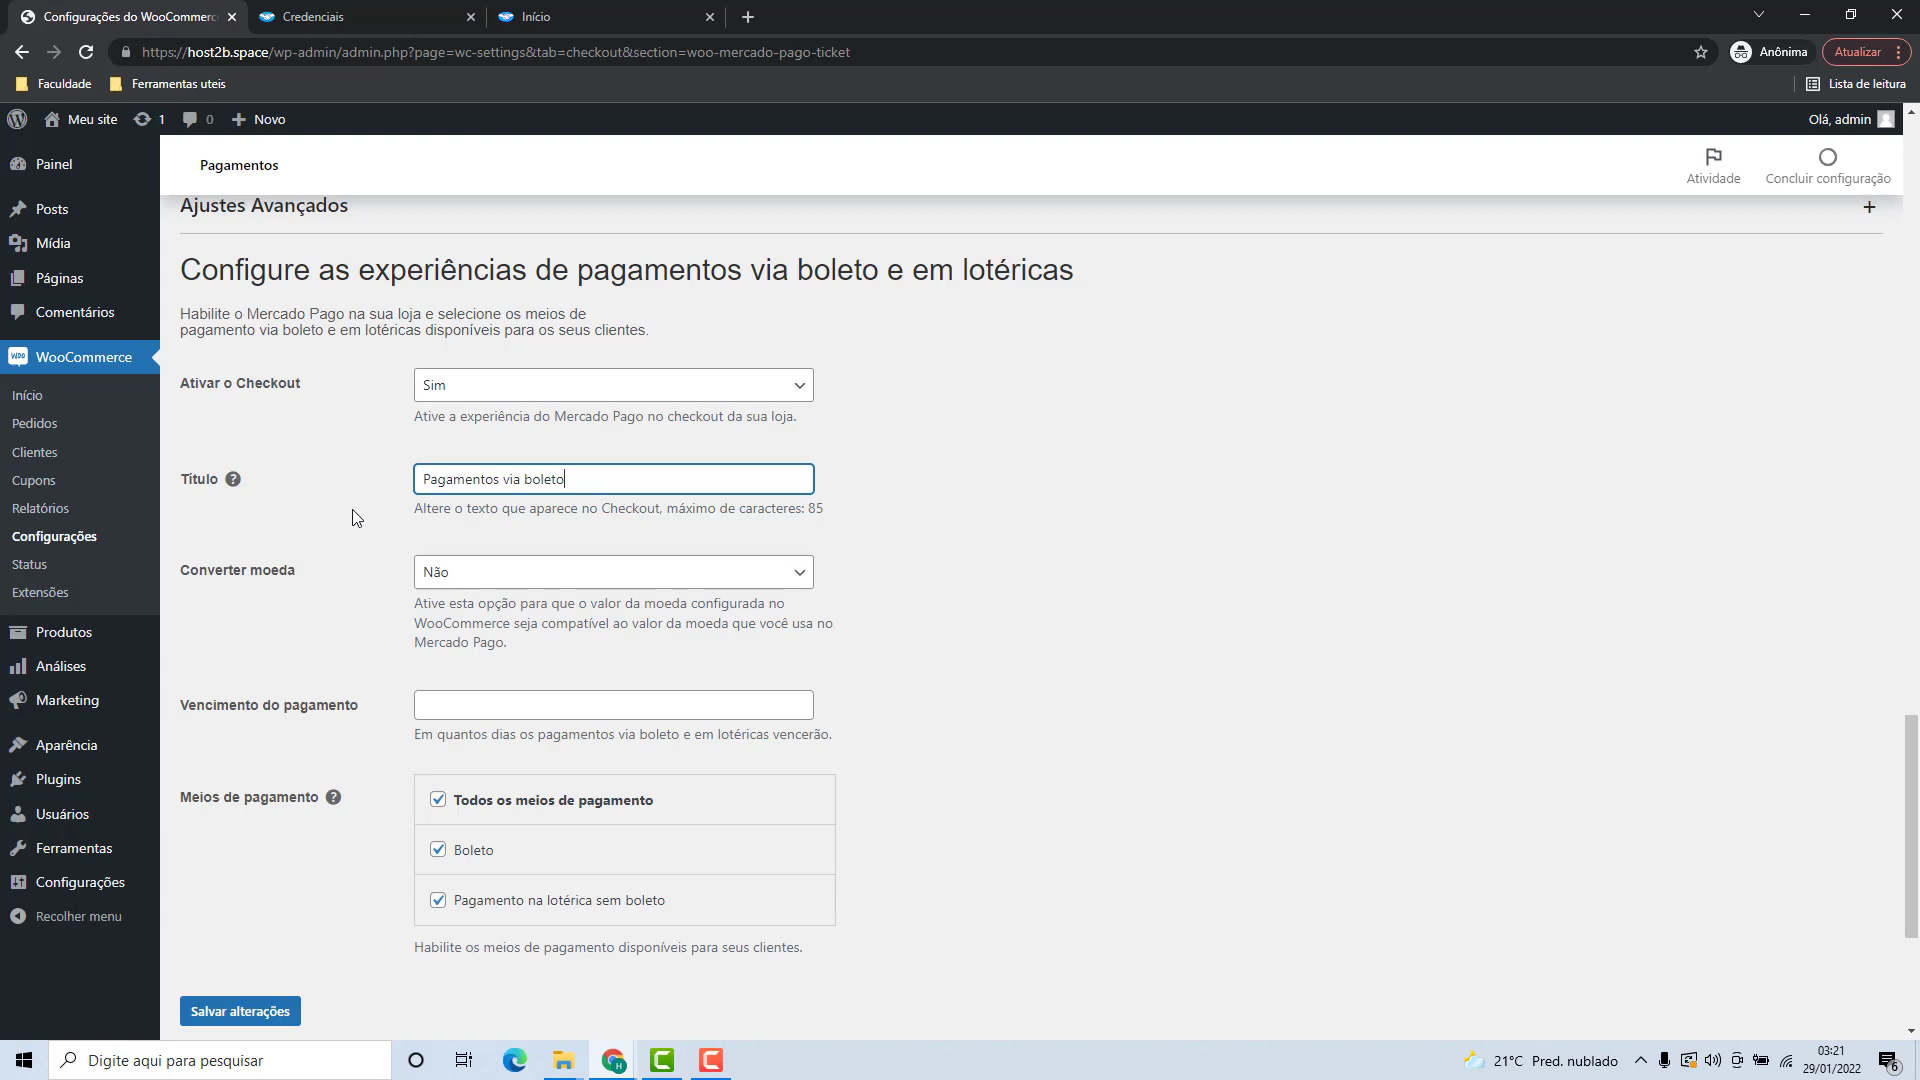 Configurações do WooCommerc
Credenciais
Início
https://host2b.space/wp-admin/admin.php?page=wc-settings&tab=checkout&section=woo-mercado-pago-ticket
Anônima
Atualizar
Faculdade
Ferramentas uteis
Lista de leitura
Meu site
1
0
Novo
Olá, admin
Painel
Posts
Mídia
Páginas
Comentários
WooCommerce
Início
Pedidos
Clientes
Cupons
Relatórios
Configurações
Status
Extensões
Produtos
Análises
Marketing
Aparência
Plugins
Usuários
Ferramentas
Configurações
Recolher menu
Pagamentos
Atividade
Concluir configuração
Ajustes Avançados
Configure as experiências de pagamentos via boleto e em lotéricas
Habilite o Mercado Pago na sua loja e selecione os meios de
pagamento via boleto e em lotéricas disponíveis para os seus clientes.
Ativar o Checkout
Sim
Ative a experiência do Mercado Pago no checkout da sua loja.
Título
Pagamentos via boleto
Altere o texto que aparece no Checkout, máximo de caracteres: 85
Converter moeda
Não
Ative esta opção para que o valor da moeda configurada no
WooCommerce seja compatível ao valor da moeda que você usa no
Mercado Pago.
Vencimento do pagamento
Em quantos dias os pagamentos via boleto e em lotéricas vencerão.
Meios de pagamento
Todos os meios de pagamento
Boleto
Pagamento na lotérica sem boleto
Habilite os meios de pagamento disponíveis para seus clientes.
Salvar alterações
Digite aqui para pesquisar
21°C Pred. nublado
03:21
29/01/2022
6